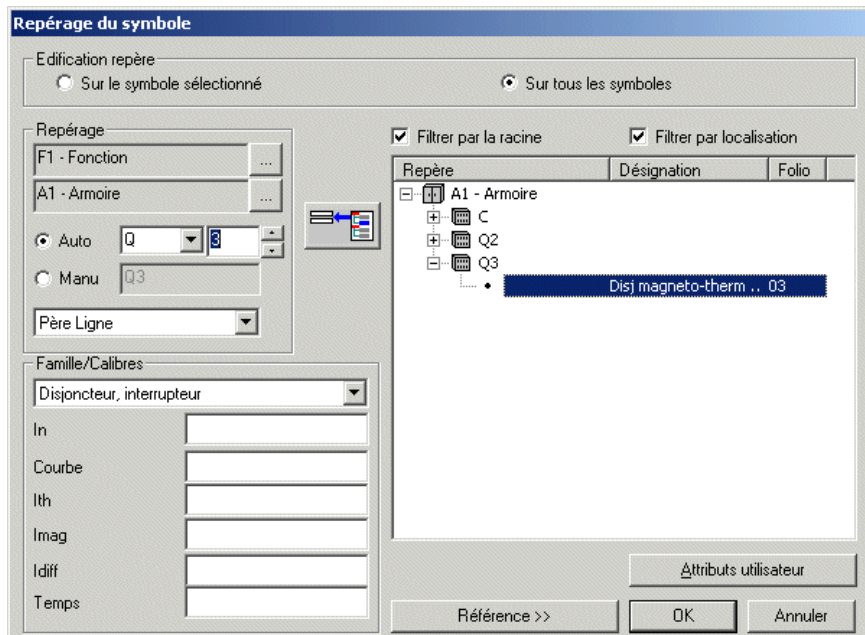 Repérage du symbole
Edification repère
Sur le symbole sélectionné
Sur tous les symboles
Repérage
F1 - Fonction
...
A1 - Armoire
...
Auto
Q
3
Manu
Q3
Père Ligne
Filtrer par la racine
Filtrer par localisation
Repère
Désignation
Folio
A1 - Armoire
C
Q2
Q3
Disj magneto-therm .. 03
Famille/Calibres
Disjoncteur, interrupteur
In
Courbe
Ith
Imag
Idiff
Temps
Attributs utilisateur
Référence >>
OK
Annuler